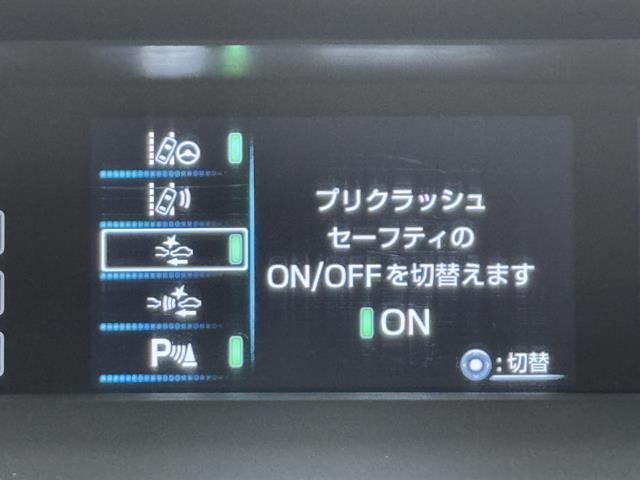 プリクラッシュ
セーフティの
ON/OFFを切替えます
ON
P
:切替